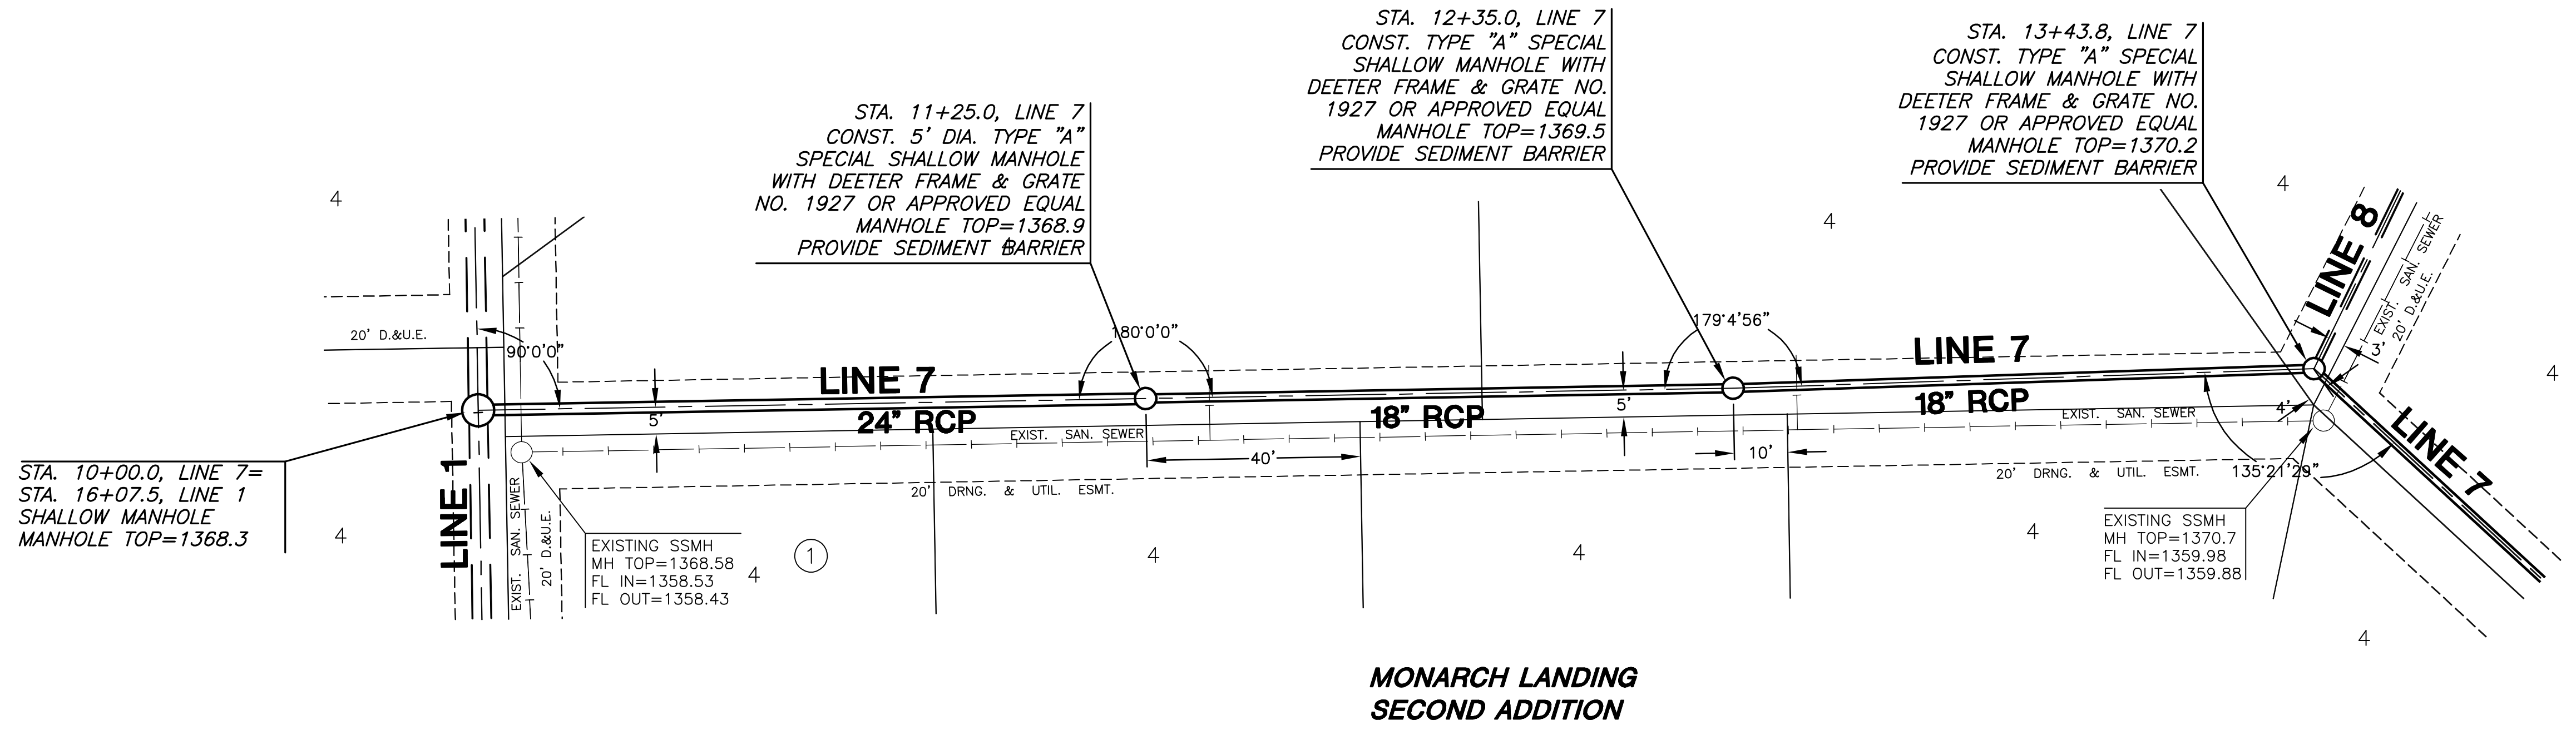 STA. 12+35.0, LINE 7
CONST. TYPE "A" SPECIAL
SHALLOW MANHOLE WITH
DEETER FRAME & GRATE NO.
1927 OR APPROVED EQUAL
MANHOLE TOP=1369.5
PROVIDE SEDIMENT BARRIER
STA. 13+43.8, LINE 7
CONST. TYPE "A" SPECIAL
SHALLOW MANHOLE WITH
DEETER FRAME & GRATE NO.
1927 OR APPROVED EQUAL
MANHOLE TOP=1370.2
PROVIDE SEDIMENT BARRIER
STA. 11+25.0, LINE 7
CONST. 5' DIA. TYPE "A"
SPECIAL SHALLOW MANHOLE
WITH DEETER FRAME & GRATE
NO. 1927 OR APPROVED EQUAL
MANHOLE TOP=1368.9
PROVIDE SEDIMENT BARRIER
4
4
4
4
4
LINE 8
EXIST. SAN. SEWER
20' D.&U.E.
3'
20' D.&U.E.
90°0'0"
180°0'0"
179°4'56"
LINE 7
24" RCP
5'
18" RCP
5'
LINE 7
18" RCP
4'
4
EXIST. SAN. SEWER
EXIST. SAN. SEWER
40'
10'
LINE 7
135°21'29"
20' DRNG. & UTIL. ESMT.
20' DRNG. & UTIL. ESMT.
STA. 10+00.0, LINE 7=
STA. 16+07.5, LINE 1
SHALLOW MANHOLE
MANHOLE TOP=1368.3
LINE 1
EXIST. SAN. SEWER
20' D.&U.E.
4
EXISTING SSMH
MH TOP=1368.58
FL IN=1358.53
FL OUT=1358.43
4
1
4
4
4
EXISTING SSMH
MH TOP=1370.7
FL IN=1359.98
FL OUT=1359.88
4
MONARCH LANDING
SECOND ADDITION